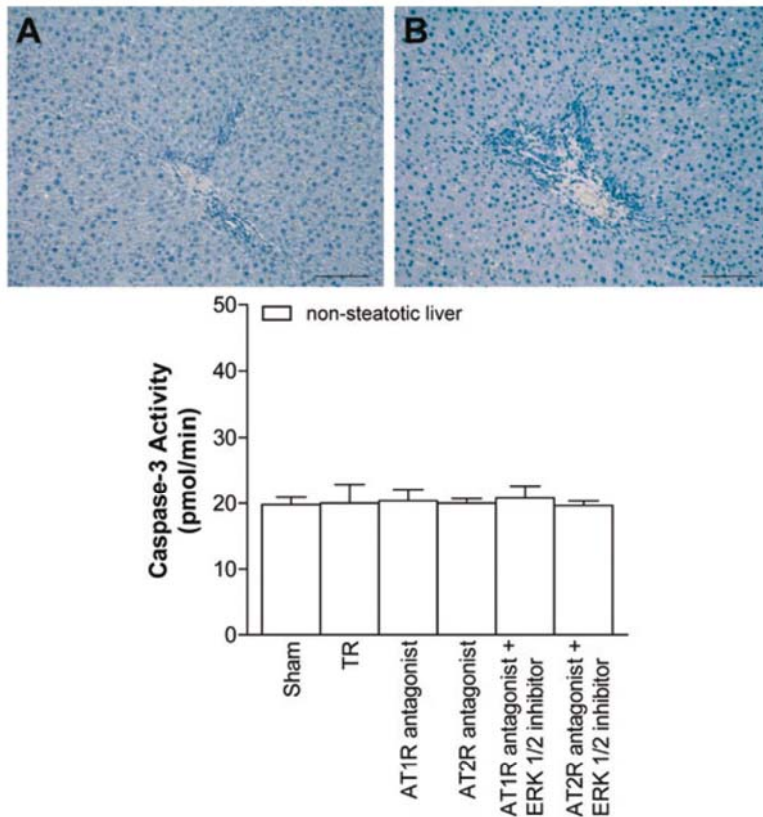 A
B
50
non-steatotic liver
40
30
20
10
0
Caspase-3 Activity
(pmol/min)
Sham
TR
AT1R antagonist
AT2R antagonist
AT1R antagonist +
ERK 1/2 inhibitor
AT2R antagonist +
ERK 1/2 inhibitor